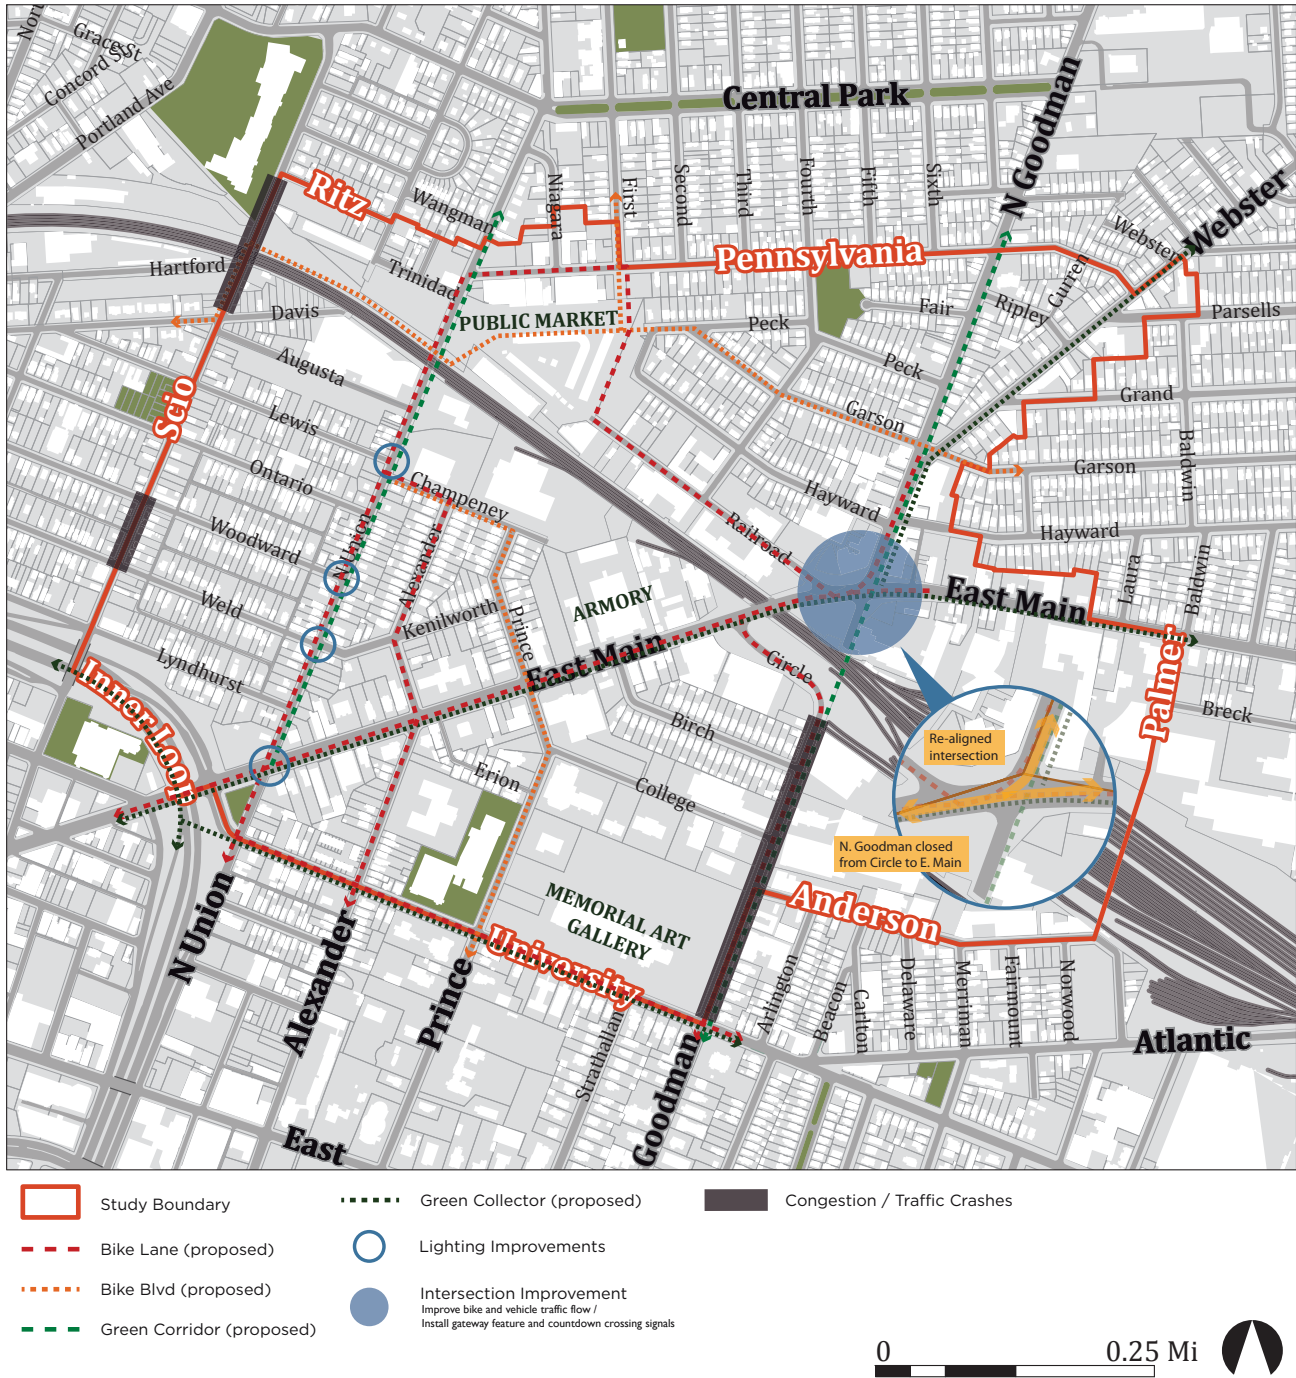 Nor
Grace St
Concord St
Portland Ave
Central Park
N Goodman
Ritz
Wangman
Niagara
First
Second
Third
Fourth
Fifth
Sixth
Webster
Webster
Pennsylvania
Hartford
Trinidad
Davis
PUBLIC MARKET
Peck
Fair
Ripley
Curren
Parsells
Augusta
Peck
Scio
Lewis
Garson
Grand
Ontario
Champeney
Hayward
Garson
Baldwin
Woodward
N Union
Alexander
Railroad
Hayward
Weld
Kenilworth
Prince
ARMORY
East Main
Laura
Baldwin
Lyndhurst
East Main
Circle
Inner Loop
Birch
Palmer
Breck
Re-aligned
intersection
Erion
College
N. Goodman closed
from Circle to E. Main
MEMORIAL ART
GALLERY
Anderson
N Union
Alexander
Prince
University
Arlington
Beacon
Carlton
Delaware
Merriman
Farmount
Norwood
Strathallan
Goodman
Atlantic
East
Study Boundary
Bike Lane (proposed)
Bike Blvd (proposed)
Green Corridor (proposed)
Green Collector (proposed)
Lighting Improvements
Intersection Improvement
Improve bike and vehicle traffic flow /
Install gateway feature and countdown crossing signals
Congestion / Traffic Crashes
0 0.25 Mi